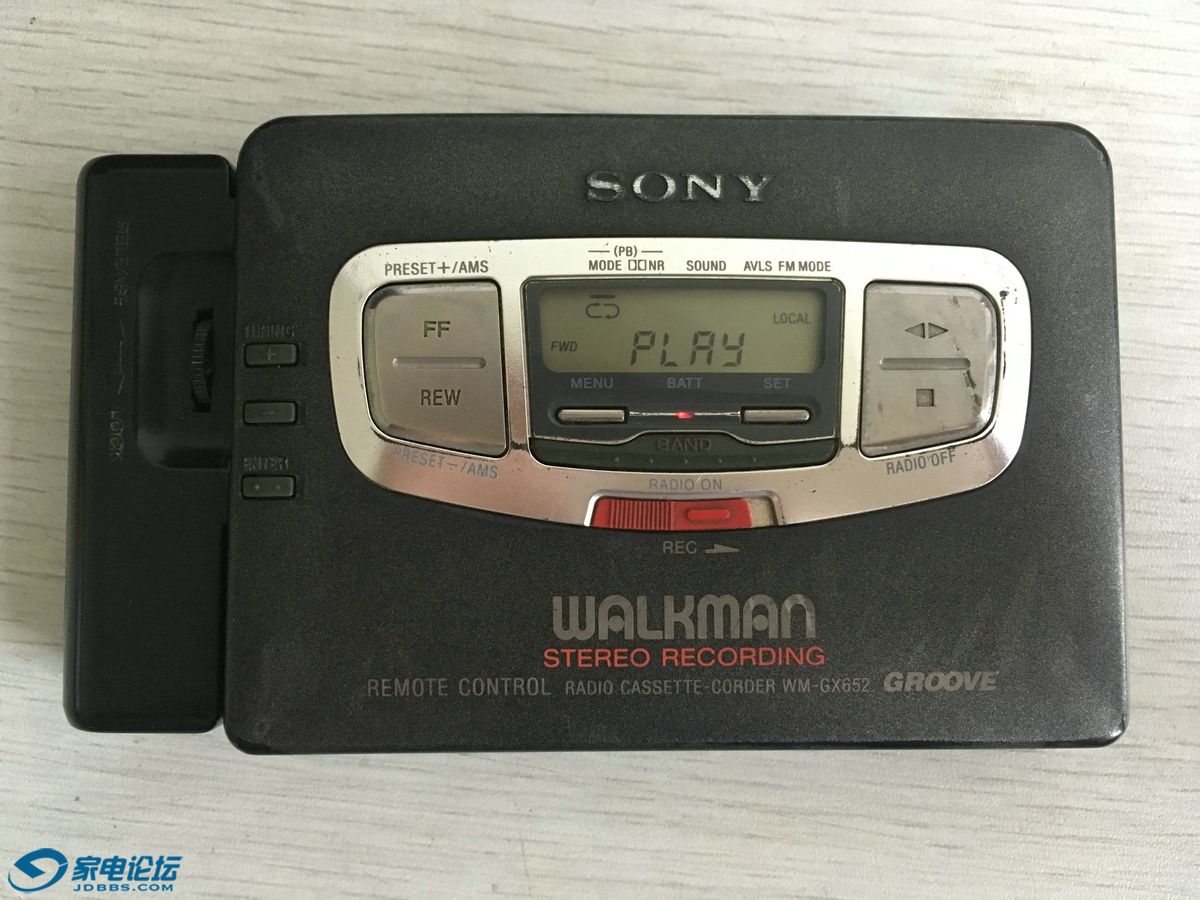 SONY
(PB)
MODE NR SOUND AVLS FM MODE
PRESET+/AMS
FF
REW
PRESET-/AMS
LOCAL
FWD PLAY
MENU BATT SET
BAND
RADIO ON
RADIO OFF
REC
RELEASE
LOCK
TUNING
+
-
ENTER
WALKMAN
STEREO RECORDING
REMOTE CONTROL RADIO CASSETTE-CORDER WM-GX652 GROOVE
家电论坛
JDBBS.COM